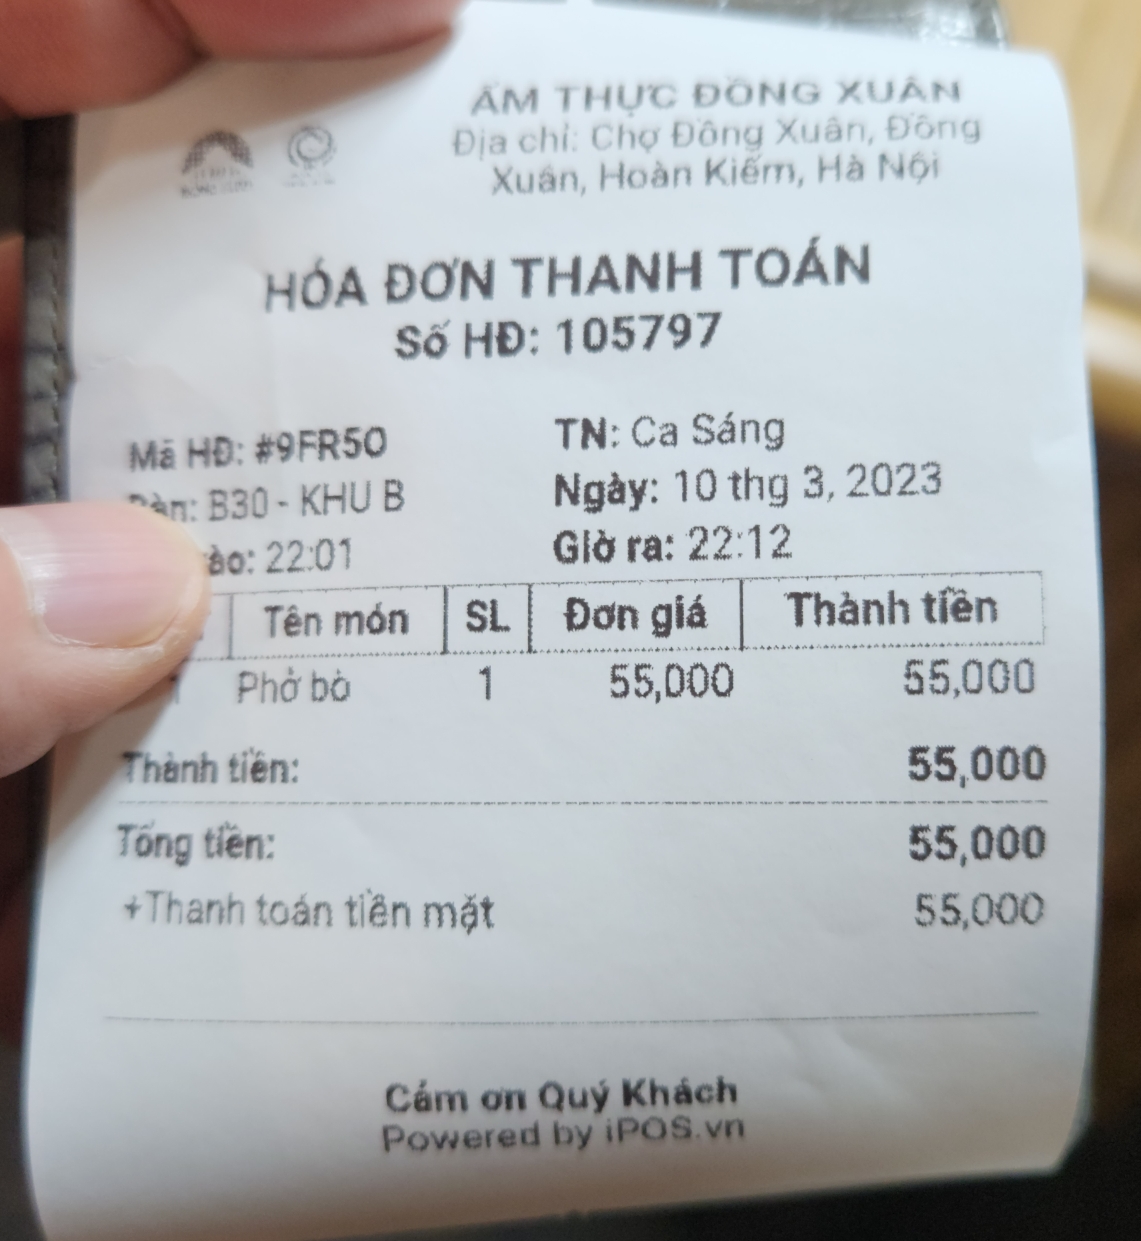 ẨM THỰC ĐỒNG XUÂN
Địa chỉ: Chợ Đồng Xuân, Đồng
Xuân, Hoàn Kiếm, Hà Nội
HÓA ĐƠN THANH TOÁN
Số HĐ: 105797
Mã HĐ: #9FR5O TN: Ca Sáng
B30 - KHU B Ngày: 10 thg 3, 2023
22:01 Giờ ra: 22:12
Tên món SL Đơn giá Thành tiền
Phở bò 1 55,000 55,000
Thành tiền: 55,000
Tổng tiền: 55,000
+Thanh toán tiền mặt 55,000
Cảm ơn Quý Khách
Powered by iPOS.vn